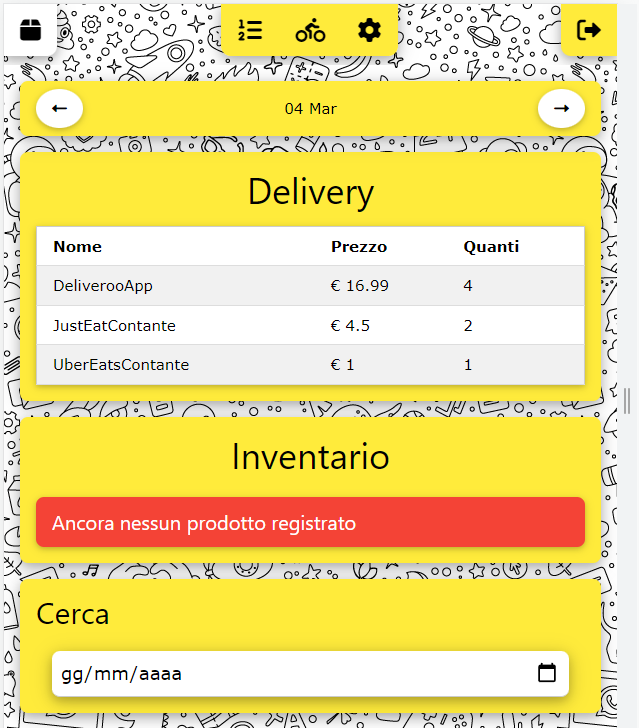 04 Mar
Delivery
Nome Prezzo Quanti
DeliverooApp € 16.99 4
JustEatContante € 4.5 2
UberEatsContante € 1 1
Inventario
Ancora nessun prodotto registrato
Cerca
gg/mm/aaaa